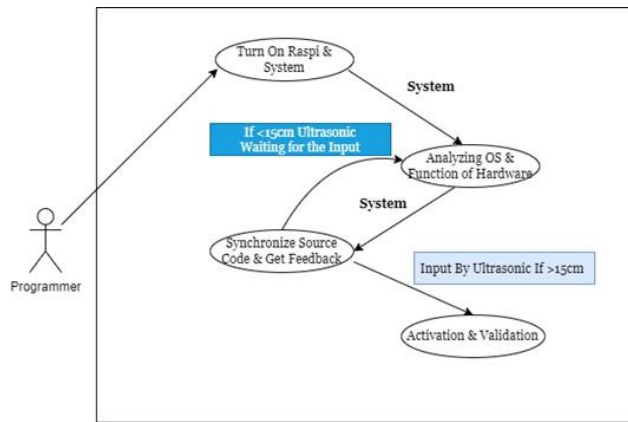 Turn On Raspi &
System
System
If <15cm Ultrasonic
Waiting for the Input
Analyzing OS &
Function of Hardware
System
Synchronize Source
Code & Get Feedback
Input By Ultrasonic If >15cm
Programmer
Activation & Validation